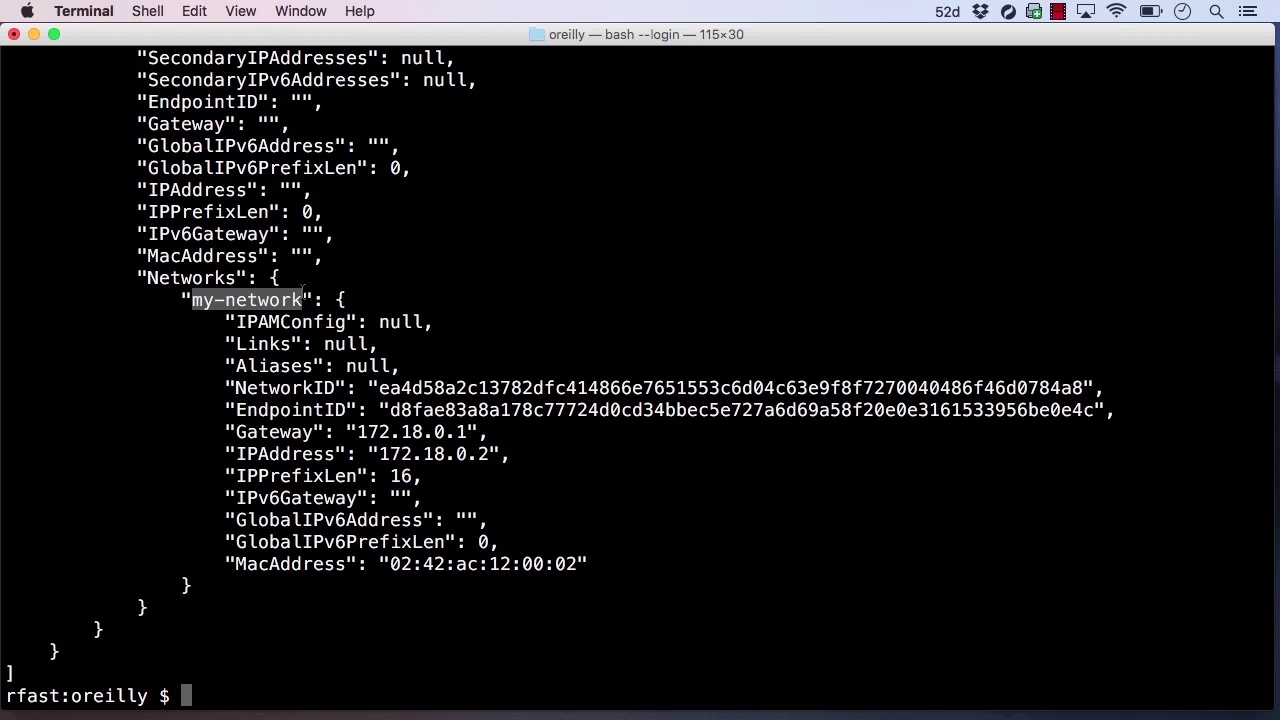 Terminal Shell Edit View Window Help 52d
oreilly — bash --login — 115×30
"SecondaryIPAddresses": null,
"SecondaryIPv6Addresses": null,
"EndpointID": "",
"Gateway": "",
"GlobalIPv6Address": "",
"GlobalIPv6PrefixLen": 0,
"IPAddress": "",
"IPPrefixLen": 0,
"IPv6Gateway": "",
"MacAddress": "",
"Networks": {
"my-network": {
"IPAMConfig": null,
"Links": null,
"Aliases": null,
"NetworkID": "ea4d58a2c13782dfc414866e7651553c6d04c63e9f8f7270040486f46d0784a8",
"EndpointID": "d8fae83a8a178c77724d0cd34bbec5e727a6d69a58f20e0e3161533956be0e4c",
"Gateway": "172.18.0.1",
"IPAddress": "172.18.0.2",
"IPPrefixLen": 16,
"IPv6Gateway": "",
"GlobalIPv6Address": "",
"GlobalIPv6PrefixLen": 0,
"MacAddress": "02:42:ac:12:00:02"
}
}
}
}
]
rfast:oreilly $